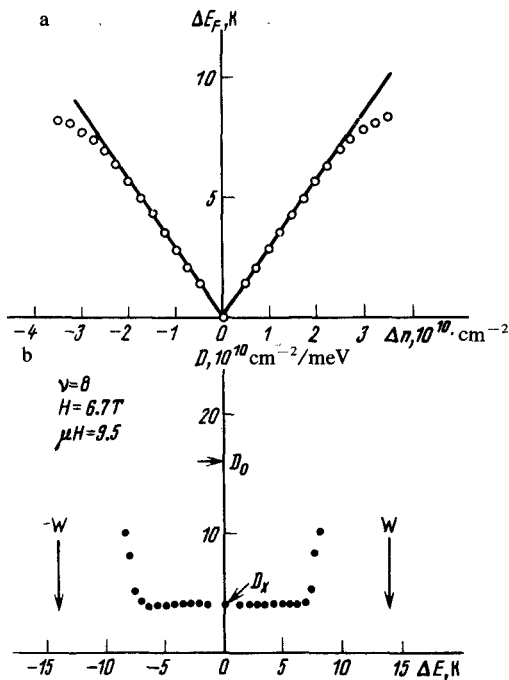 a
ΔE_F, K
10
5
-4 -3 -2 -1 0 1 2 3 Δn, 10^10 · cm^-2
b
D, 10^10 cm^-2/meV
ν=8
H=6.7T
μH=9.5
20
D_0
-W
10
W
D_x
-15 -10 -5 0 5 10 15 ΔE, K